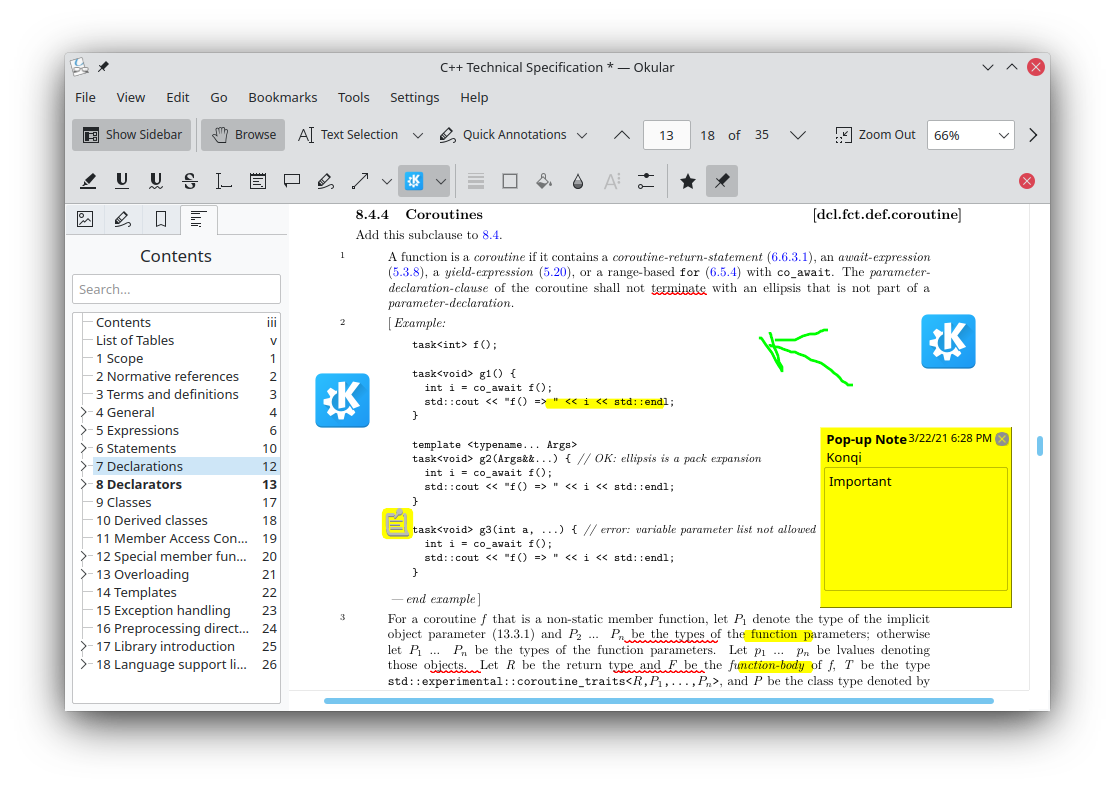 C++ Technical Specification * — Okular
File View Edit Go Bookmarks Tools Settings Help
Show Sidebar Browse Text Selection Quick Annotations 13 18 of 35 Zoom Out 66%
Contents
Search...
Contents iii
List of Tables v
1 Scope 1
2 Normative references 2
3 Terms and definitions 3
4 General 4
5 Expressions 6
6 Statements 10
7 Declarations 12
8 Declarators 13
9 Classes 17
10 Derived classes 18
11 Member Access Con... 19
12 Special member fun... 20
13 Overloading 21
14 Templates 22
15 Exception handling 23
16 Preprocessing direct... 24
17 Library introduction 25
18 Language support li... 26
8.4.4 Coroutines [dcl.fct.def.coroutine]
Add this subclause to 8.4.
1 A function is a coroutine if it contains a coroutine-return-statement (6.6.3.1), an await-expression
(5.3.8), a yield-expression (5.20), or a range-based for (6.5.4) with co_await. The parameter-
declaration-clause of the coroutine shall not terminate with an ellipsis that is not part of a
parameter-declaration.
2 [ Example:
task<int> f();
task<void> g1() {
int i = co_await f();
std::cout << "f() => " << i << std::endl;
}
template <typename... Args>
task<void> g2(Args&&...) { // OK: ellipsis is a pack expansion
int i = co_await f();
std::cout << "f() => " << i << std::endl;
}
task<void> g3(int a, ...) { // error: variable parameter list not allowed
int i = co_await f();
std::cout << "f() => " << i << std::endl;
}
— end example ]
3 For a coroutine f that is a non-static member function, let P1 denote the type of the implicit
object parameter (13.3.1) and P2 ... Pn be the types of the function parameters; otherwise
let P1 ... Pn be the types of the function parameters. Let p1 ... pn be lvalues denoting
those objects. Let R be the return type and F be the function-body of f, T be the type
std::experimental::coroutine_traits<R,P1,...,Pn>, and P be the class type denoted by
Pop-up Note 3/22/21 6:28 PM
Konqi
Important